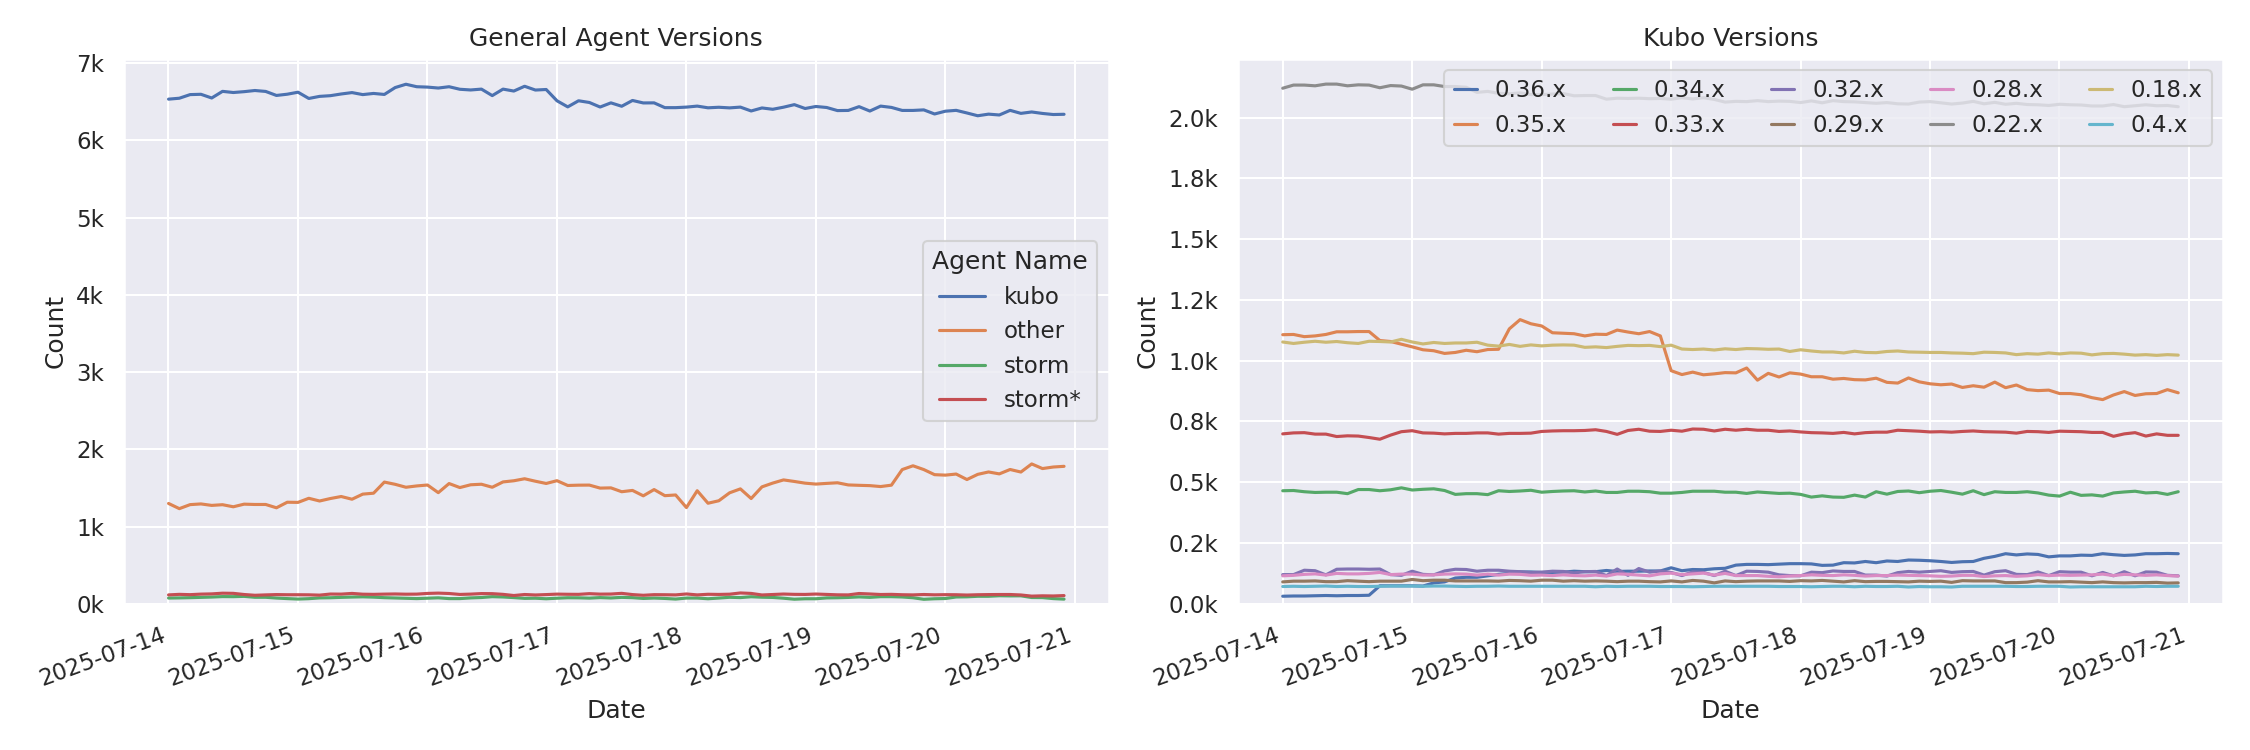 General Agent Versions
7k
6k
5k
4k
3k
2k
1k
0k
Count
Agent Name
kubo
other
storm
storm*
2025-07-14
2025-07-15
2025-07-16
2025-07-17
2025-07-18
2025-07-19
2025-07-20
2025-07-21
Date
Kubo Versions
2.0k
1.8k
1.5k
1.2k
1.0k
0.8k
0.5k
0.2k
0.0k
Count
0.36.x 0.34.x 0.32.x 0.28.x 0.18.x
0.35.x 0.33.x 0.29.x 0.22.x 0.4.x
2025-07-14
2025-07-15
2025-07-16
2025-07-17
2025-07-18
2025-07-19
2025-07-20
2025-07-21
Date